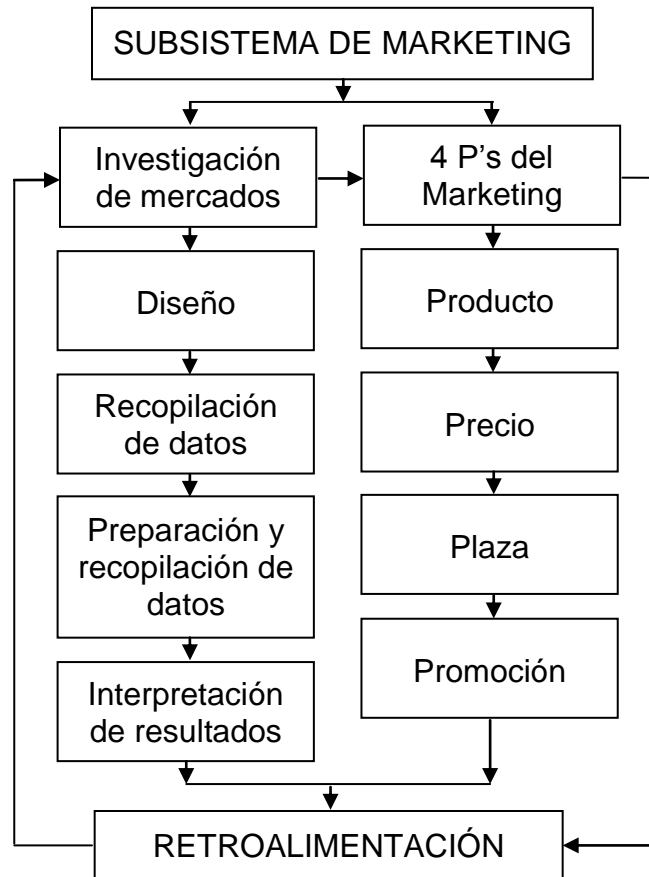 SUBSISTEMA DE MARKETING
Investigación
de mercados
4 P's del
Marketing
Diseño
Producto
Recopilación
de datos
Precio
Preparación y
recopilación de
datos
Plaza
Interpretación
de resultados
Promoción
RETROALIMENTACIÓN